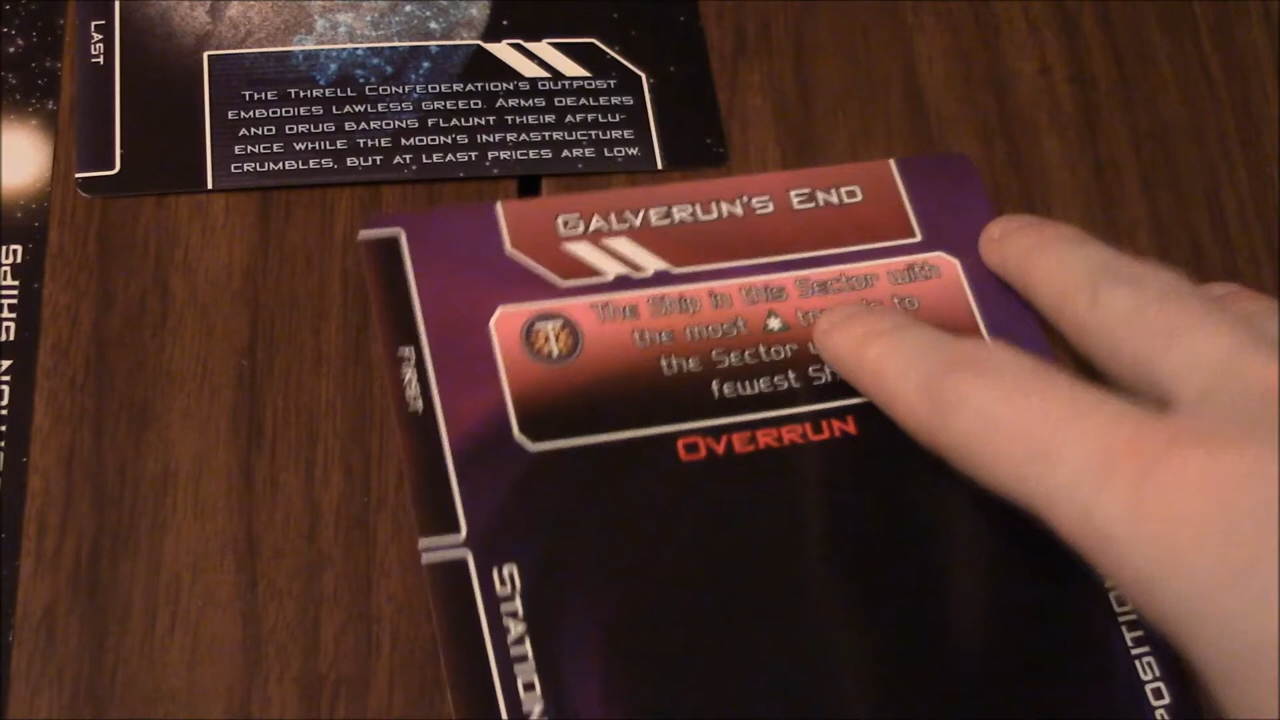 LAST
THE THRELL CONFEDERATION'S OUTPOST
EMBODIES LAWLESS GREED. ARMS DEALERS
AND DRUG BARONS FLAUNT THEIR AFFLU-
ENCE WHILE THE MOON'S INFRASTRUCTURE
CRUMBLES, BUT AT LEAST PRICES ARE LOW.
SHIPS
GALVERUN'S END
The Ship in this Sector with
the most to
the Sector
fewest
OVERRUN
FIRST
STATION